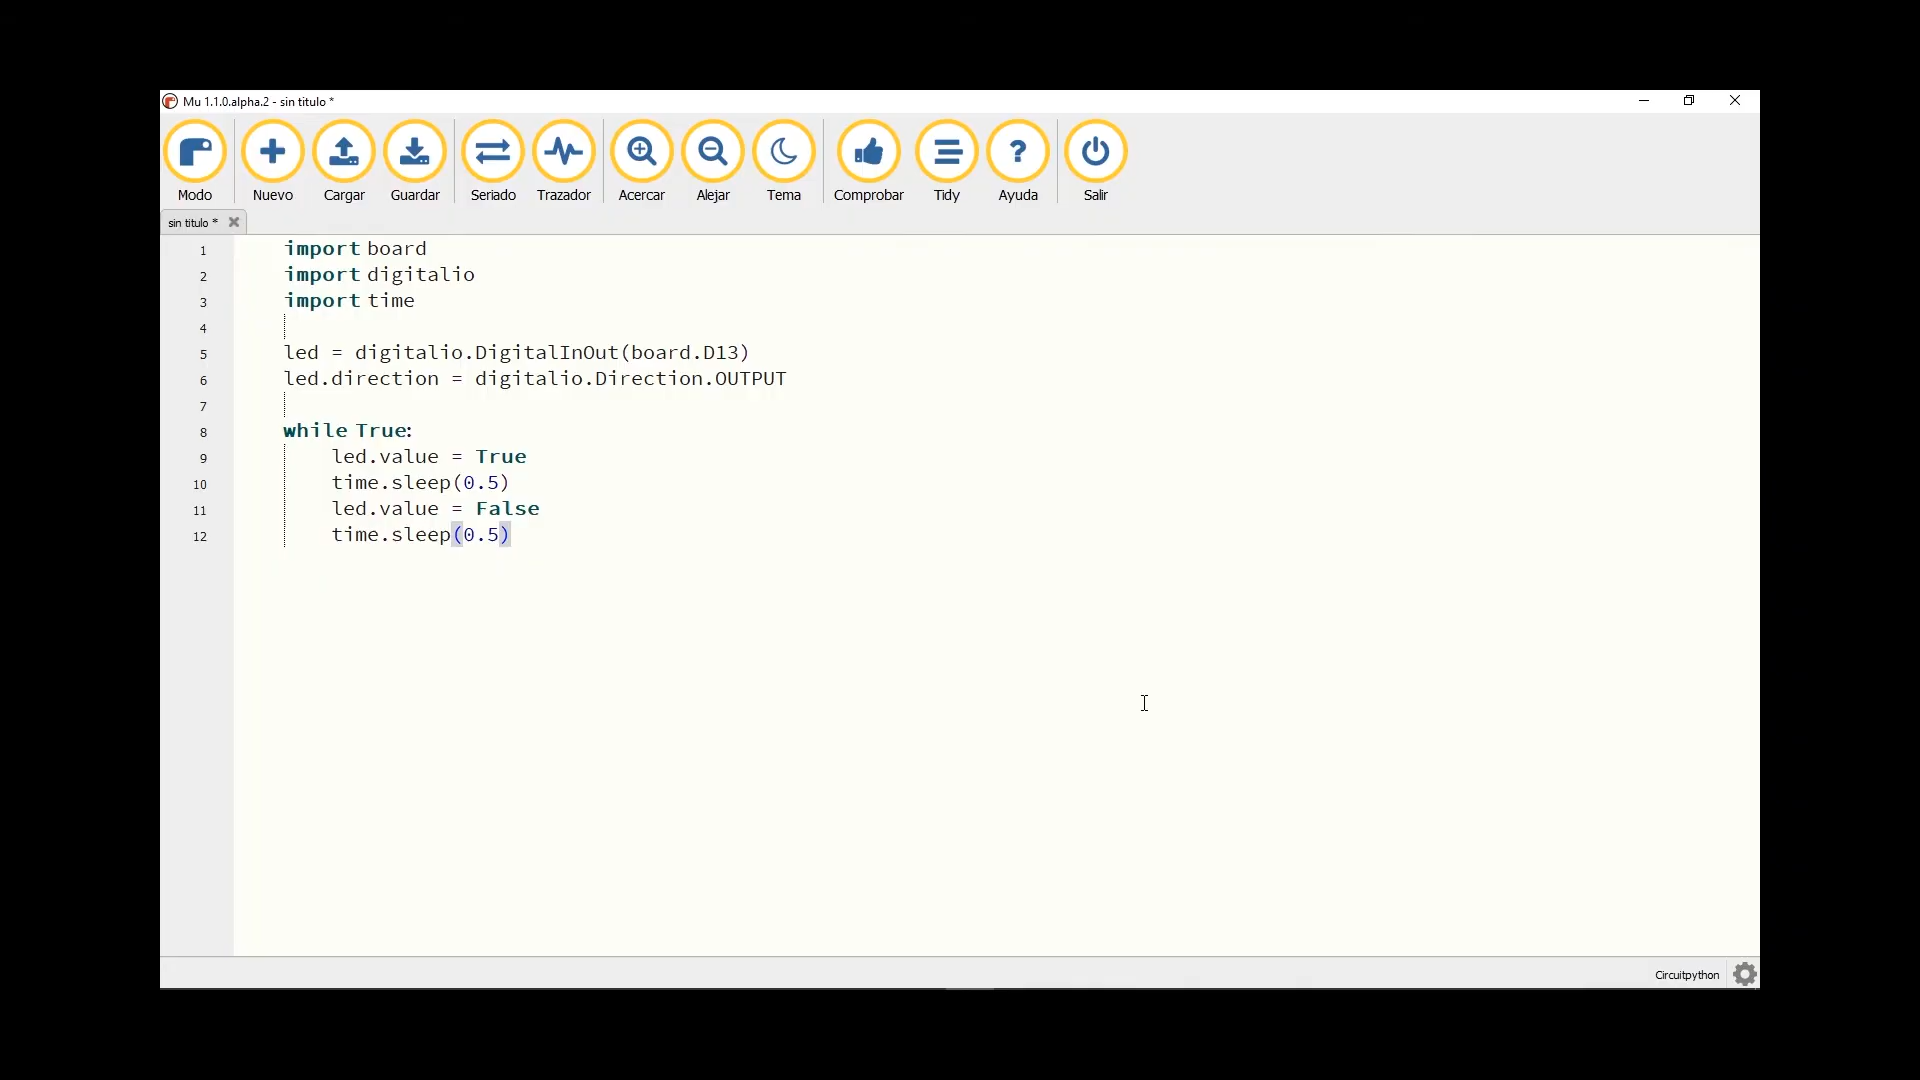 Mu 1.1.0.alpha.2 - sin titulo *
Modo Nuevo Cargar Guardar Seriado Trazador Acercar Alejar Tema Comprobar Tidy Ayuda Salir
sin titulo *
1 import board
2 import digitalio
3 import time
4
5 led = digitalio.DigitalInOut(board.D13)
6 led.direction = digitalio.Direction.OUTPUT
7
8 while True:
9 led.value = True
10 time.sleep(0.5)
11 led.value = False
12 time.sleep(0.5)
Circuitpython